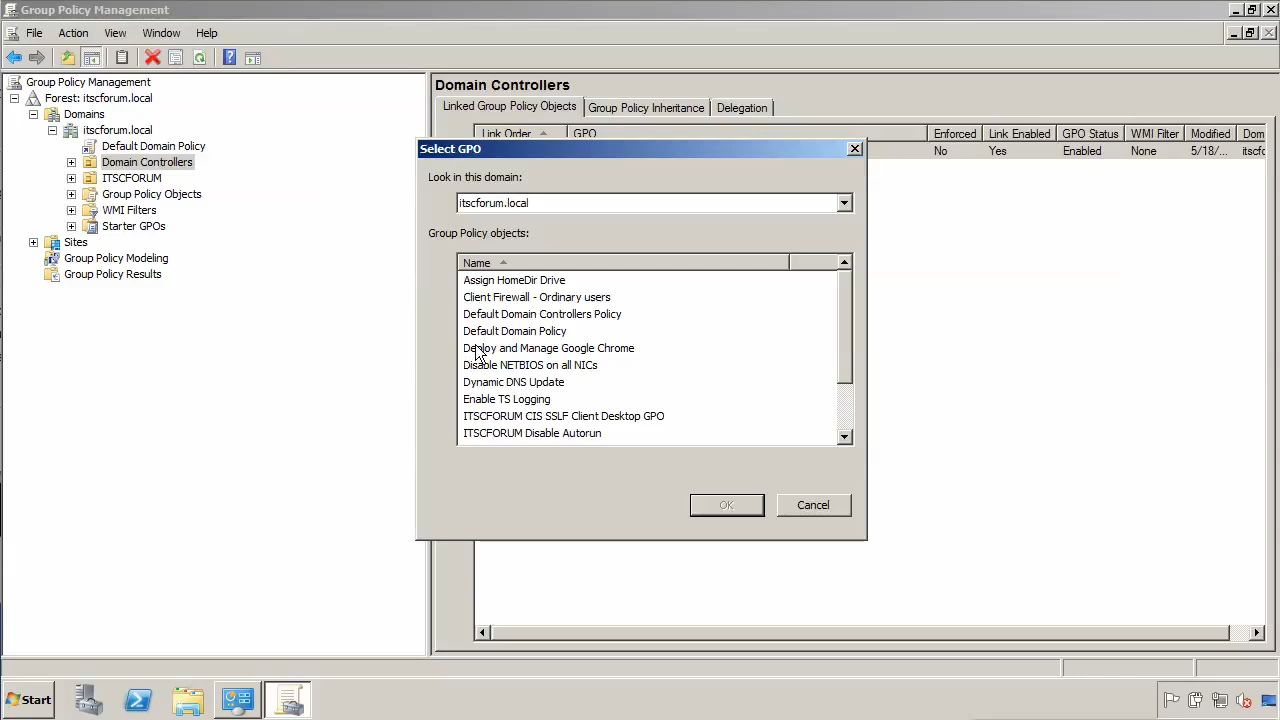 Group Policy Management
File Action View Window Help
Group Policy Management
Forest: itscforum.local
Domains
itscforum.local
Default Domain Policy
Domain Controllers
ITSCFORUM
Group Policy Objects
WMI Filters
Starter GPOs
Sites
Group Policy Modeling
Group Policy Results
Domain Controllers
Linked Group Policy Objects Group Policy Inheritance Delegation
Link Order GPO Enforced Link Enabled GPO Status WMI Filter Modified Dom
No Yes Enabled None 5/18/... itscfo
Select GPO
Look in this domain:
itscforum.local
Group Policy objects:
Name
Assign HomeDir Drive
Client Firewall - Ordinary users
Default Domain Controllers Policy
Default Domain Policy
Deploy and Manage Google Chrome
Disable NETBIOS on all NICs
Dynamic DNS Update
Enable TS Logging
ITSCFORUM CIS SSLF Client Desktop GPO
ITSCFORUM Disable Autorun
OK Cancel
Start